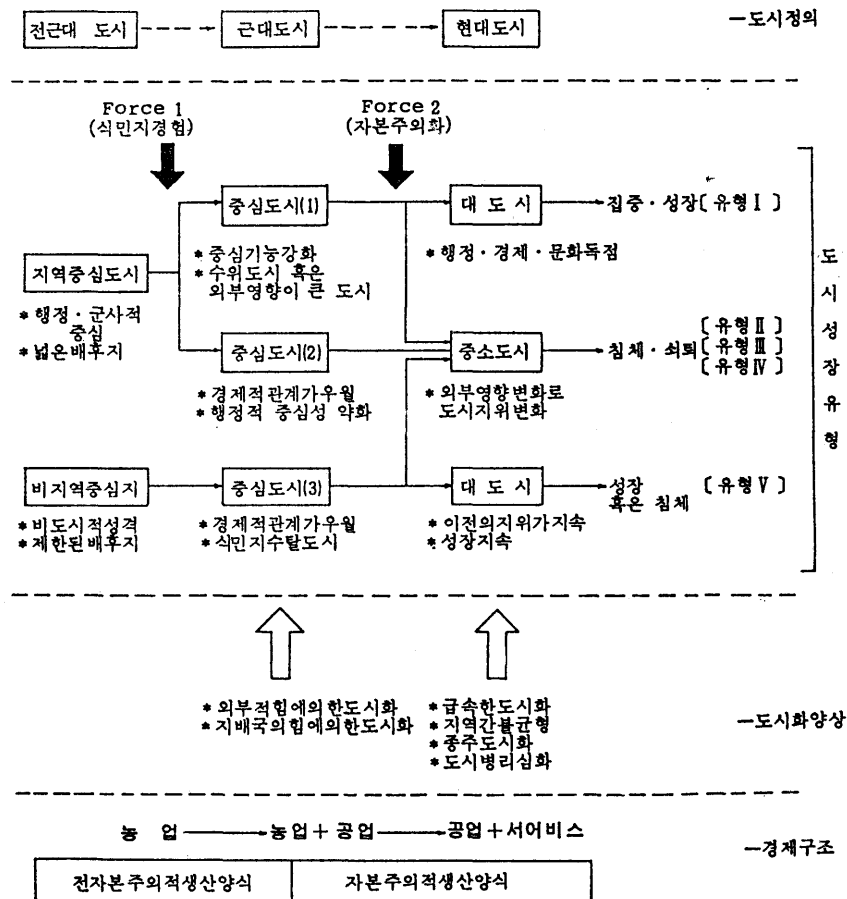 전근대 도시
근대도시
현대도시
—도시정의
Force 1
(식민지경험)
Force 2
(자본주의화)
중심도시(1)
대 도 시
집중·성장〔유형Ⅰ〕
* 중심기능강화
* 수위도시 혹은
외부영향이 큰 도시
* 행정·경제·문화독점
지역중심도시
* 행정·군사적
중심
* 넓은배후지
중심도시(2)
중소도시
침체·쇠퇴
〔유형Ⅱ〕
〔유형Ⅲ〕
〔유형Ⅳ〕
* 경제적관계가우월
* 행정적 중심성 약화
* 외부영향변화로
도시지위변화
비지역중심지
중심도시(3)
대 도 시
성장
혹은 침체
〔유형Ⅴ〕
* 비도시적성격
* 제한된배후지
* 경제적관계가우월
* 식민지수탈도시
* 이전의지위가지속
* 성장지속
도시성장유형
* 외부적힘에의한도시화
* 지배국의힘에의한도시화
* 급속한도시화
* 지역간불균형
* 종주도시화
* 도시병리심화
—도시화양상
농 업
농업+공업
공업+서어비스
—경제구조
전자본주의적생산양식
자본주의적생산양식